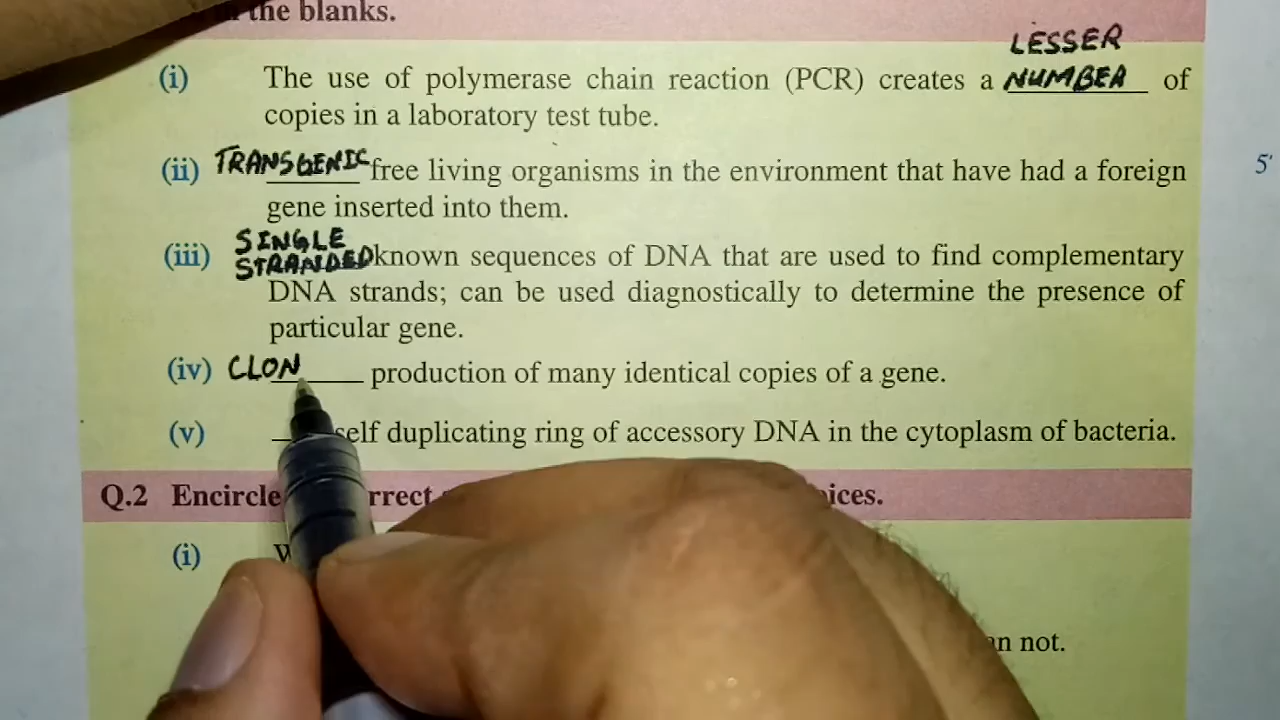 the blanks.
LESSER
(i) The use of polymerase chain reaction (PCR) creates a NUMBER of
copies in a laboratory test tube.
(ii) TRANSGENIC free living organisms in the environment that have had a foreign
gene inserted into them.
SINGLE
(iii) STRANDED known sequences of DNA that are used to find complementary
DNA strands; can be used diagnostically to determine the presence of
particular gene.
(iv) CLON production of many identical copies of a gene.
(v) self duplicating ring of accessory DNA in the cytoplasm of bacteria.
Q.2 Encircle
(i)
not.
5'